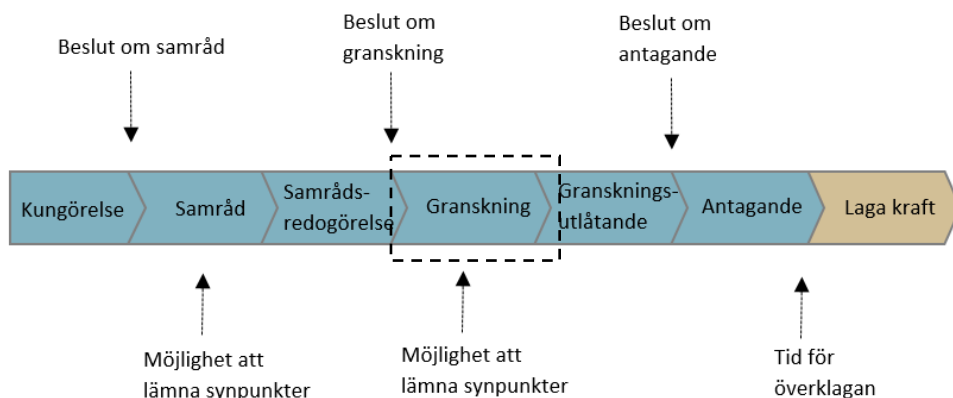 Beslut om samråd
Beslut om
granskning
Beslut om
antagande
Kungörelse
Samråd
Samråds-
redogörelse
Granskning
Gransknings-
utlåtande
Antagande
Laga kraft
Möjlighet att
lämna synpunkter
Möjlighet att
lämna synpunkter
Tid för
överklagan